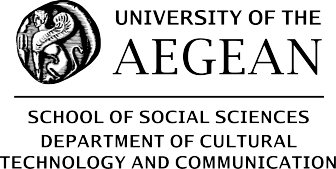 UNIVERSITY OF THE
AEGEAN
SCHOOL OF SOCIAL SCIENCES
DEPARTMENT OF CULTURAL
TECHNOLOGY AND COMMUNICATION